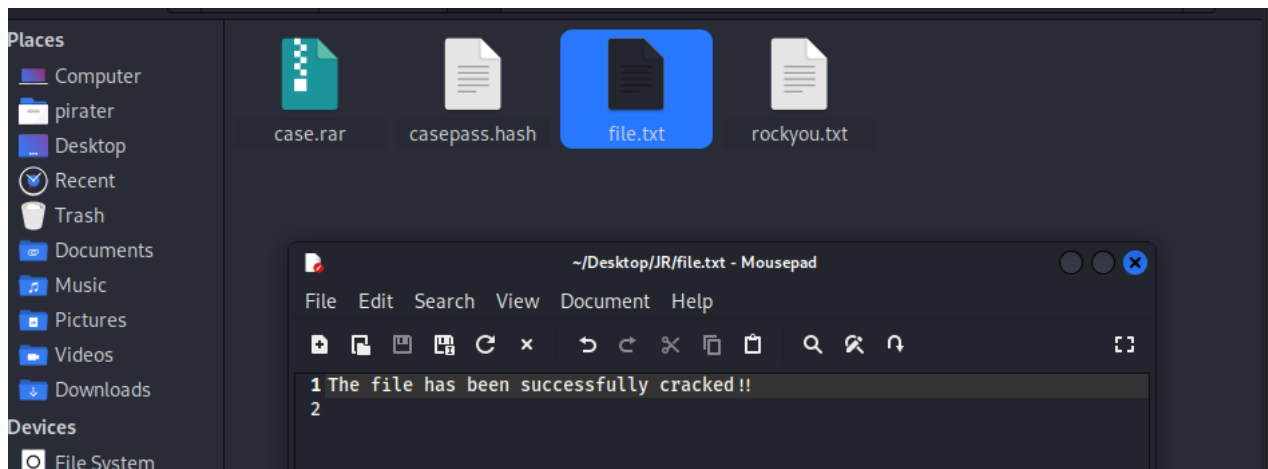 Places
Computer
pirater
Desktop
Recent
Trash
Documents
Music
Pictures
Videos
Downloads
Devices
File System
case.rar
casepass.hash
file.txt
rockyou.txt
~/Desktop/JR/file.txt - Mousepad
File Edit Search View Document Help
1 The file has been successfully cracked!!
2